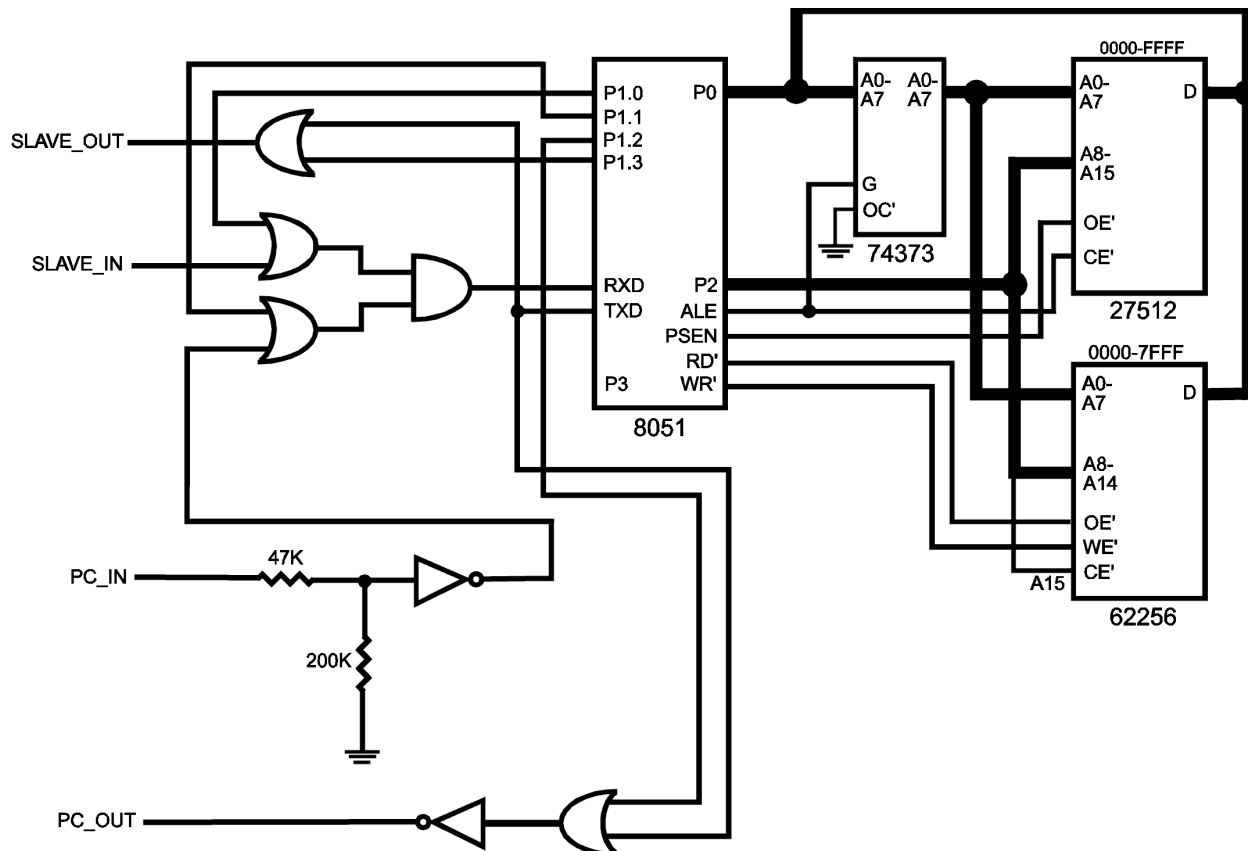 0000-FFFF
P1.0
P1.1
P1.2
P1.3
P0
A0-
A7
A0-
A7
A0-
A7
D
SLAVE_OUT
A8-
A15
G
OC'
OE'
74373
CE'
SLAVE_IN
RXD
TXD
P2
ALE
PSEN
RD'
WR'
P3
8051
27512
0000-7FFF
A0-
A7
D
A8-
A14
OE'
WE'
CE'
A15
62256
PC_IN
47K
200K
PC_OUT